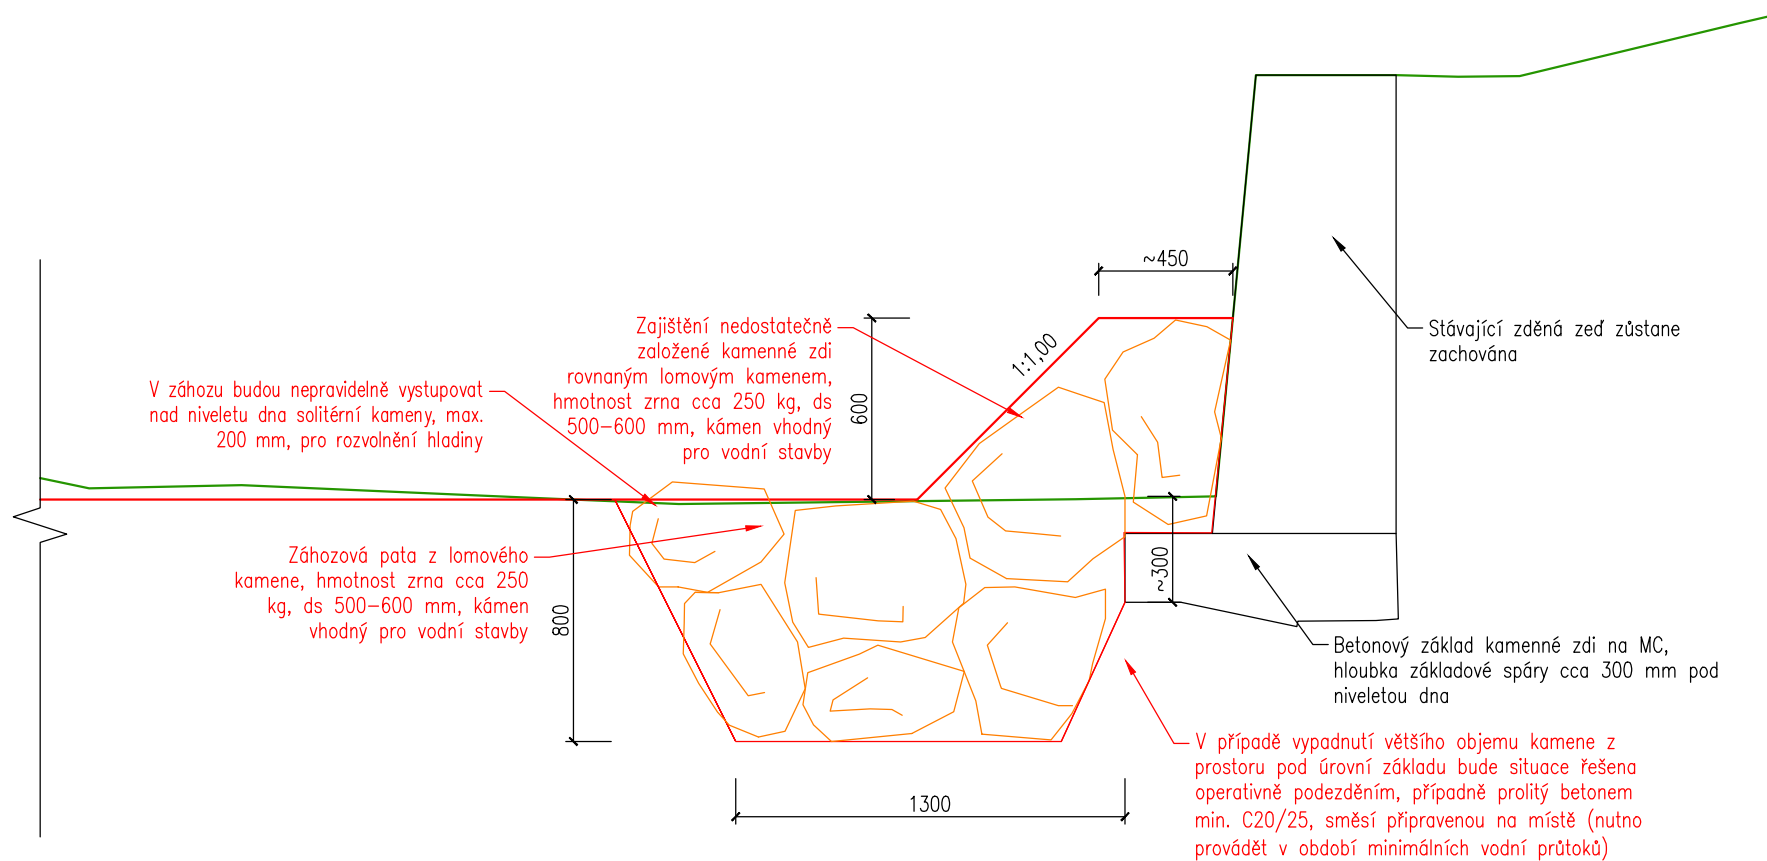 ~450
Zajištění nedostatečně
založené kamenné zdi
rovnaným lomovým kamenem,
hmotnost zrna cca 250 kg, ds
500-600 mm, kámen vhodný
pro vodní stavby
1:1,00
600
Stávající zděná zeď zůstane
zachována
V záhozu budou nepravidelně vystupovat
nad niveletu dna solitérní kameny, max.
200 mm, pro rozvolnění hladiny
Záhozová pata z lomového
kamene, hmotnost zrna cca 250
kg, ds 500-600 mm, kámen
vhodný pro vodní stavby
800
~300
Betonový základ kamenné zdi na MC,
hloubka základové spáry cca 300 mm pod
niveletou dna
V případě vypadnutí většího objemu kamene z
prostoru pod úrovní základu bude situace řešena
operativně podezděním, případně prolitý betonem
min. C20/25, směsí připravenou na místě (nutno
provádět v období minimálních vodní průtoků)
1300